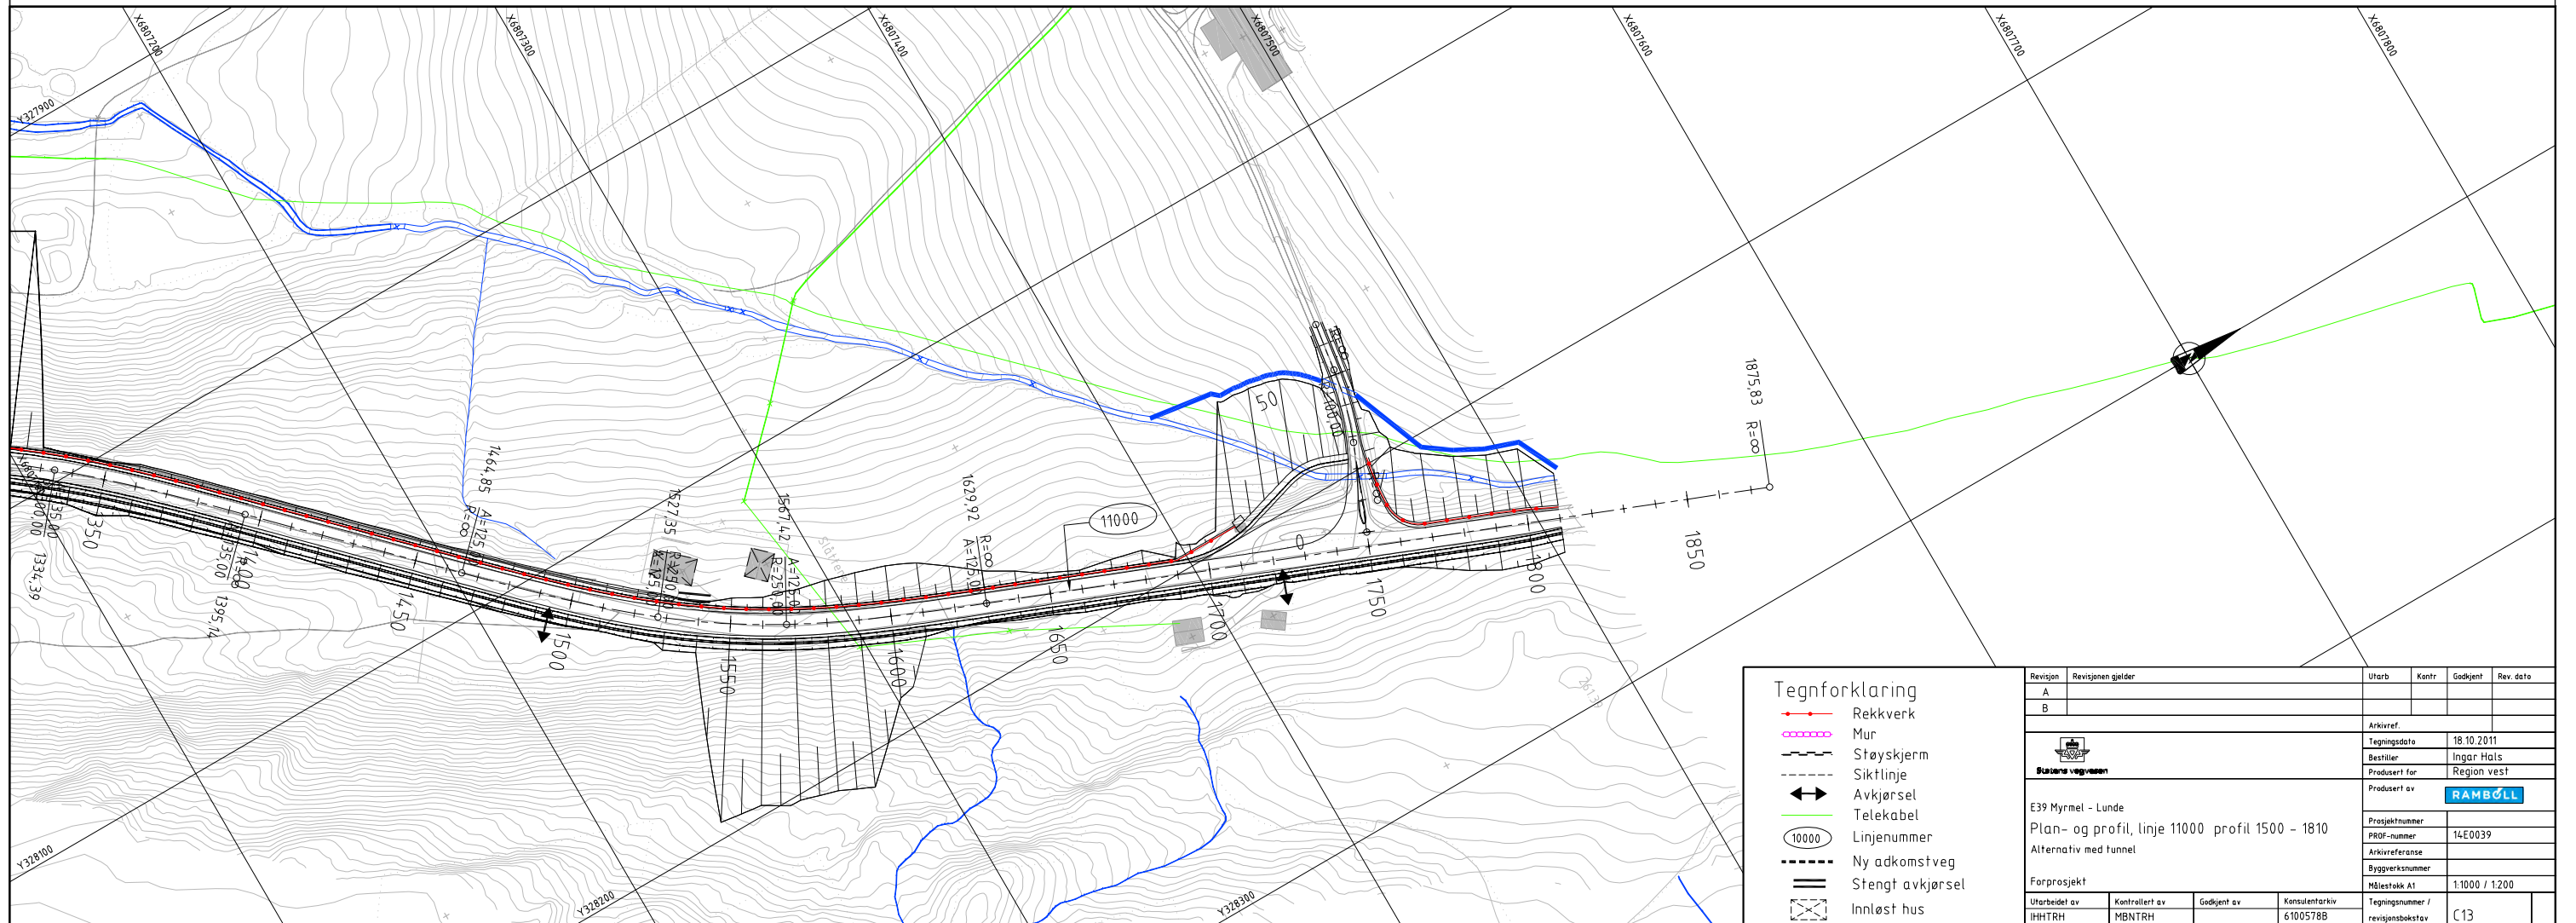 X6807200
X6807300
X6807400
X6807500
X6807600
X6807700
X6807800
Y327900
50
1875,83 R=∞
1464,85
R=∞ A=125,0
1527,35
1567,42
R=250,00 A=125,0
1629,92
R=∞
A=125,0
11000
0
1334,39
1350
1395,14
1400
1450
1500
1550
1600
1650
1700
1750
1800
1850
Slåttene
Y328100
Y328200
Y328300
Tegnforklaring
Rekkverk
Mur
Støyskjerm
Siktlinje
Avkjørsel
Telekabel
10000 Linjenummer
Ny adkomstveg
Stengt avkjørsel
Innløst hus
Revisjon Revisjonen gjelder Utarb Kontr Godkjent Rev. dato
A
B
Arkivref.
Statens vegvesen
Tegningsdato 18.10.2011
Bestiller Ingar Hals
Produsert for Region vest
Produsert av RAMBOLL
E39 Myrmel - Lunde
Plan- og profil, linje 11000 profil 1500 - 1810
Alternativ med tunnel
Forprosjekt
Prosjektnummer
PROF-nummer 14E0039
Arkivreferanse
Byggverksnummer
Målestokk A1 1:1000 / 1:200
Utarbeidet av Kontrollert av Godkjent av Konsulentarkiv
IHHTRH MBNTRH 6100578B
Tegningsnummer /
revisjonsbokstav C13